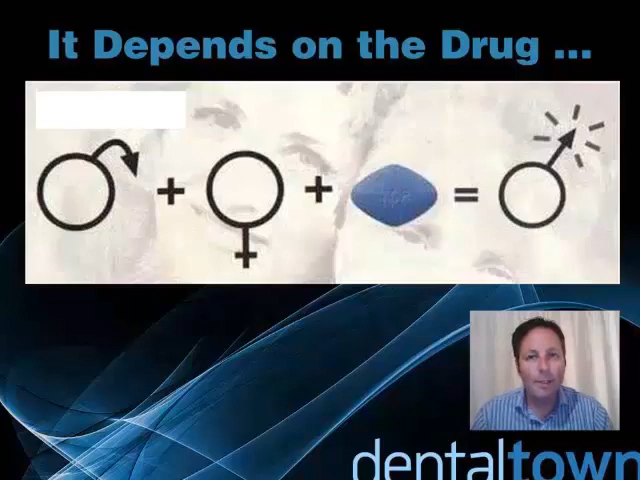 It Depends on the Drug ...
+ + =
dentaltown